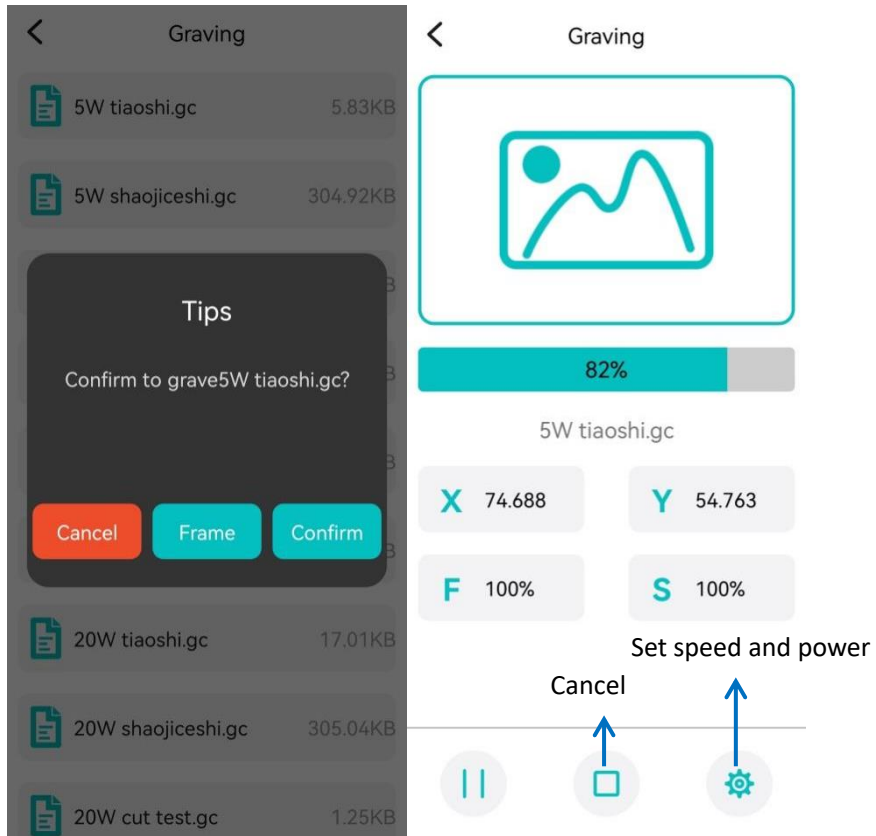 Graving
5W tiaoshi.gc 5.83KB
5W shaojiceshi.gc 304.92KB
B
Tips
Confirm to grave5W tiaoshi.gc?
B
B
Cancel Frame Confirm
B
20W tiaoshi.gc 17.01KB
20W shaojiceshi.gc 305.04KB
20W cut test.gc 1.25KB
Graving
82%
5W tiaoshi.gc
X 74.688 Y 54.763
F 100% S 100%
Set speed and power
Cancel